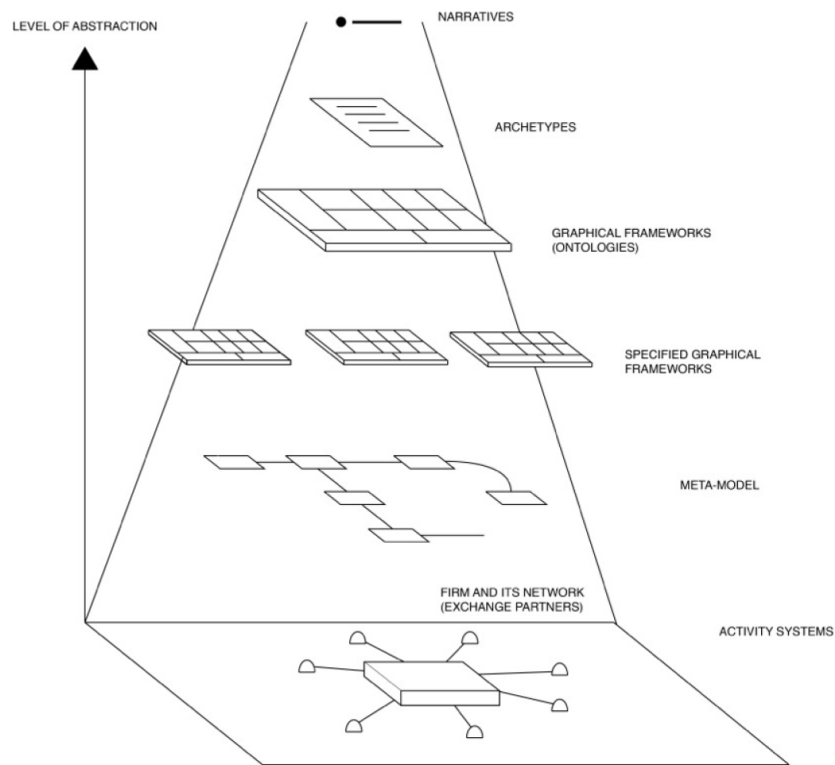 LEVEL OF ABSTRACTION
NARRATIVES
ARCHETYPES
GRAPHICAL FRAMEWORKS
(ONTOLOGIES)
SPECIFIED GRAPHICAL
FRAMEWORKS
META-MODEL
FIRM AND ITS NETWORK
(EXCHANGE PARTNERS)
ACTIVITY SYSTEMS